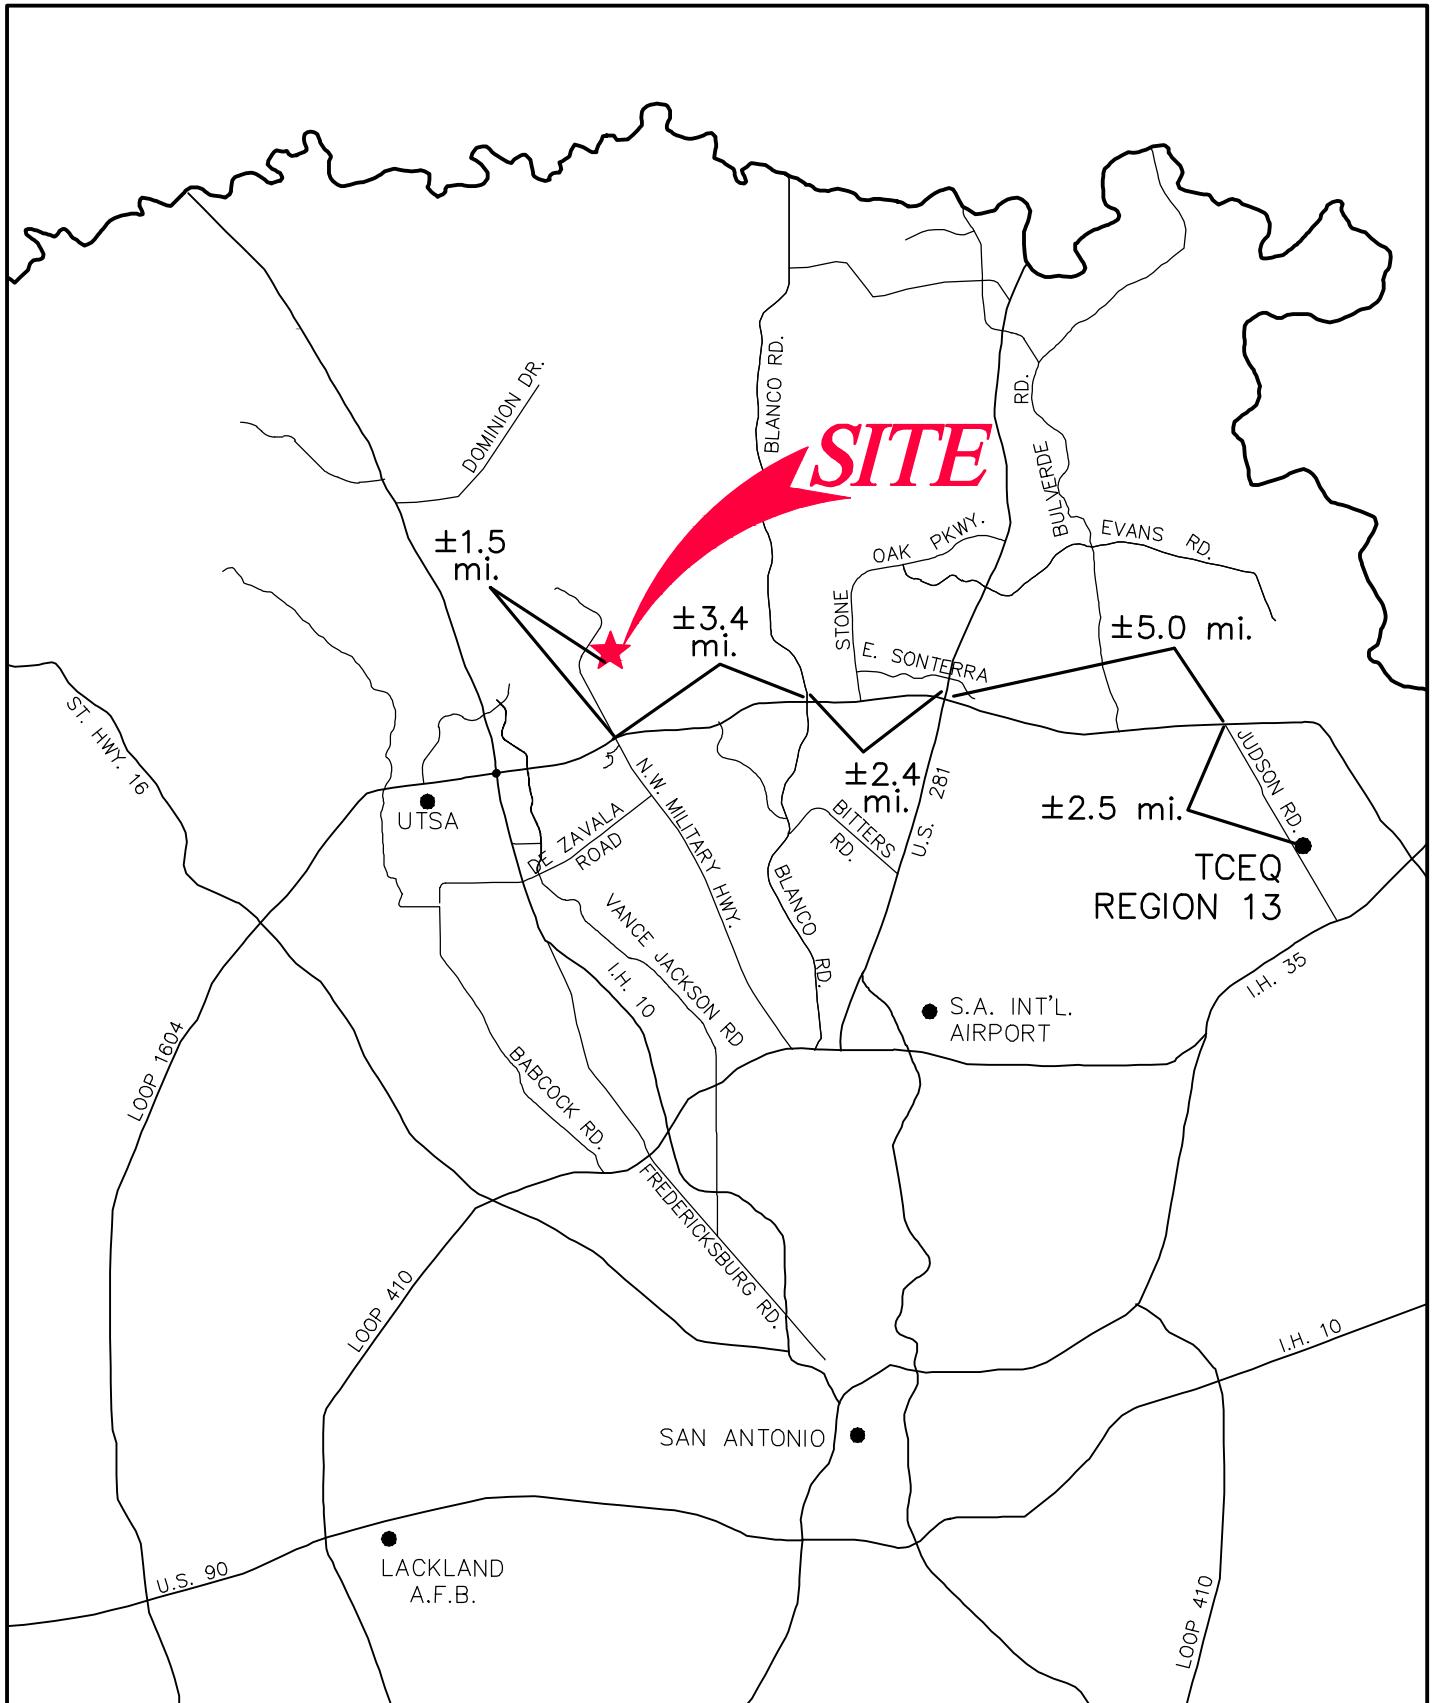 DOMINION DR.
BLANCO RD.
SITE
RD.
BULVERDE
EVANS RD.
OAK PKWY.
STONE
E. SONTERRA
±1.5
mi.
±3.4
mi.
±5.0 mi.
±2.4
mi.
±2.5 mi.
ST. HWY. 16
UTSA
N.W. MILITARY HWY.
DE ZAVALA
ROAD
BITTERS
RD.
U.S. 281
JUDSON RD.
TCEQ
REGION 13
BLANCO RD.
VANCE JACKSON RD
I.H. 10
I.H. 35
S.A. INT'L.
AIRPORT
LOOP 1604
BABCOCK RD.
FREDERICKSBURG RD.
LOOP 410
I.H. 10
SAN ANTONIO
LACKLAND
A.F.B.
U.S. 90
LOOP 410